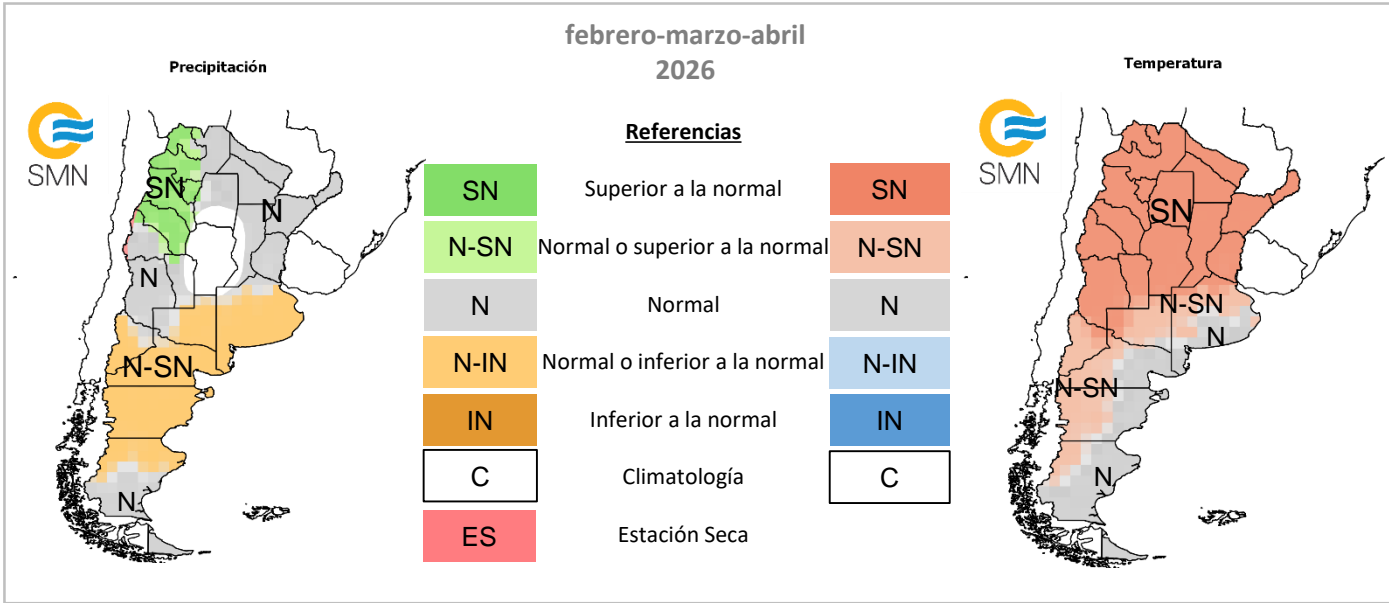 febrero-marzo-abril
2026
Precipitación
SMN
SN
N
N
N-SN
N
Referencias
SN Superior a la normal SN
N-SN Normal o superior a la normal N-SN
N Normal N
N-IN Normal o inferior a la normal N-IN
IN Inferior a la normal IN
C Climatología C
ES Estación Seca
Temperatura
SMN
SN
N-SN
N
N-SN
N